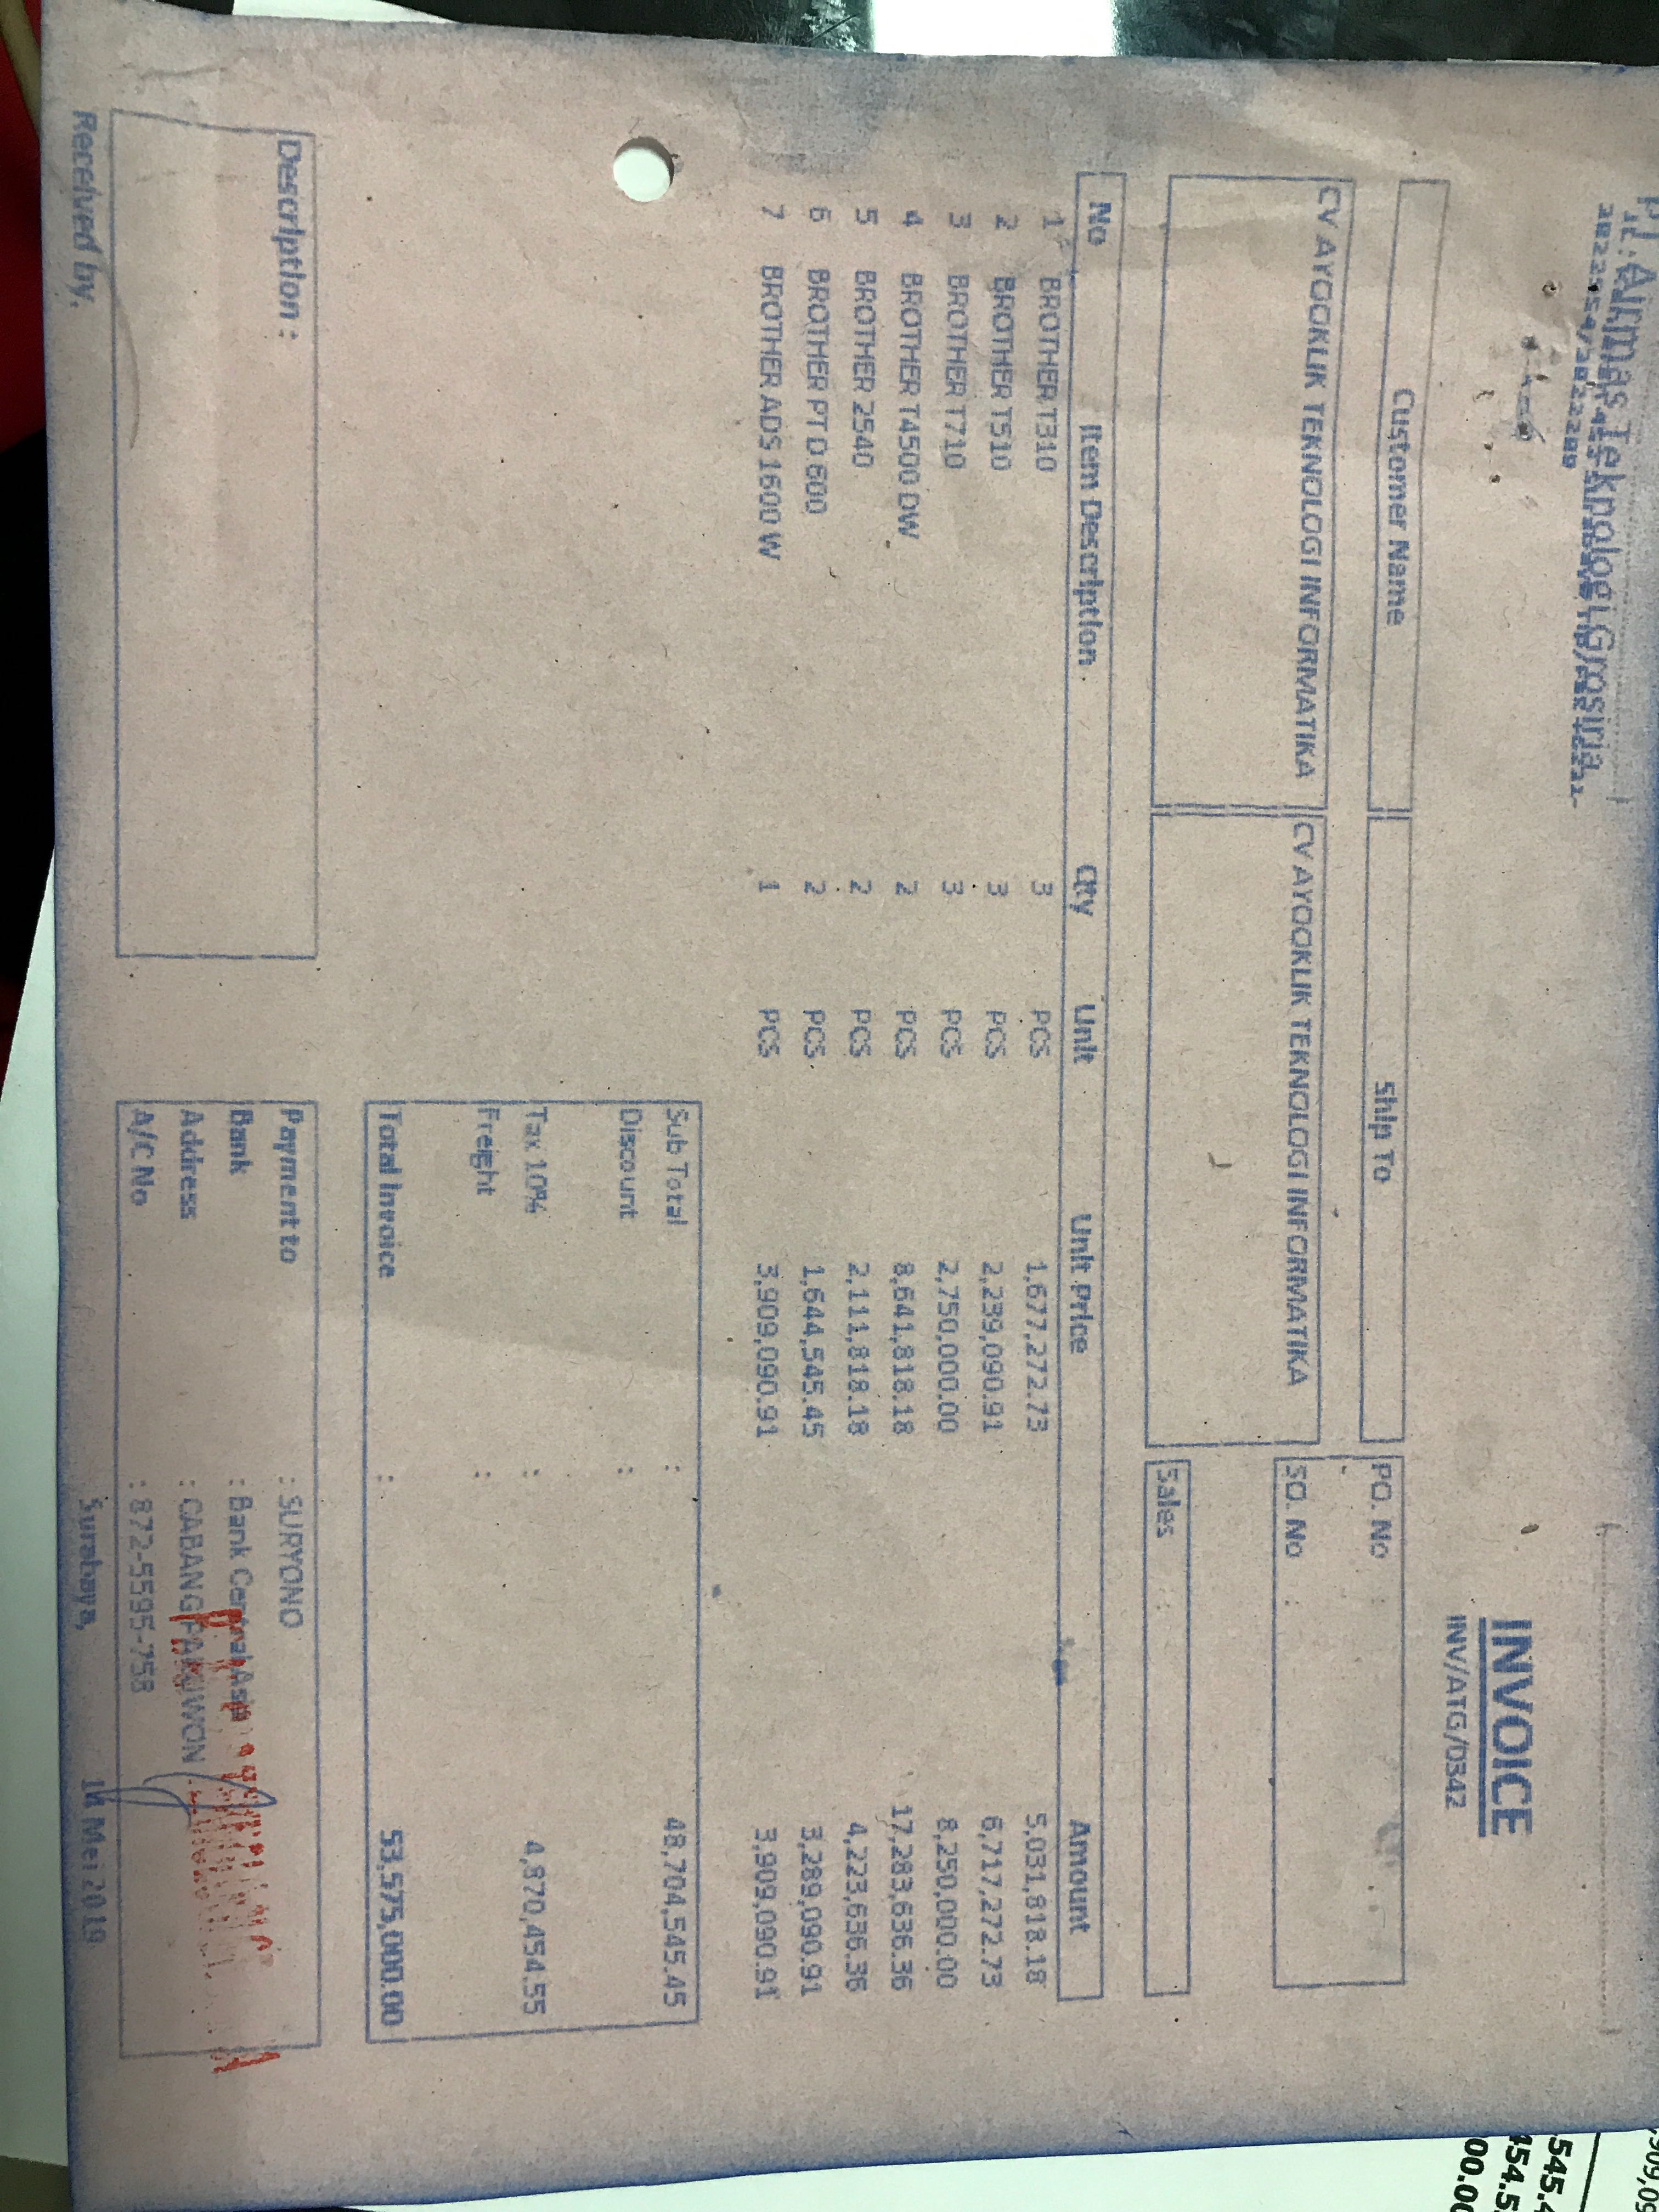 INVOICE
INV/ATG/0342
Customer Name Ship To PO. No :
CV AYOOKLIK TEKNOLOGI INFORMATIKA CV AYOOKLIK TEKNOLOGI INFORMATIKA SO. No :
Sales :
No Item Description Qty Unit Unit Price Amount
1 BROTHER T310 3 PCS 1,677,272.73 5,031,818.18
2 BROTHER T510 3 PCS 2,239,090.91 6,717,272.73
3 BROTHER T710 3 PCS 2,750,000.00 8,250,000.00
4 BROTHER T4500 DW 2 PCS 8,641,818.18 17,283,636.36
5 BROTHER 2540 2 PCS 2,111,818.18 4,223,636.36
6 BROTHER PT D 600 2 PCS 1,644,545.45 3,289,090.91
7 BROTHER ADS 1600 W 1 PCS 3,909,090.91 3,909,090.91
Sub Total : 48,704,545.45
Discount :
Tax 10% : 4,870,454.55
Freight :
Total Invoice : 53,575,000.00
Description :
Payment to : SURYONO
Bank : Bank Central Asia
Address : CABANG PAKUWON
A/C No : 872-5595-758
Received by, Surabaya, Mei 2019